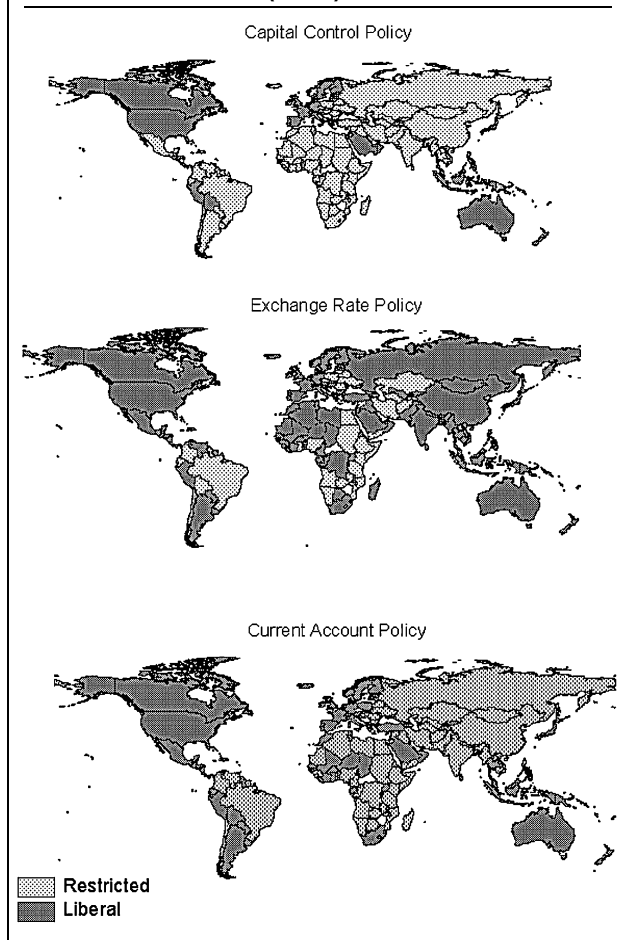 Capital Control Policy
Exchange Rate Policy
Current Account Policy
Restricted
Liberal